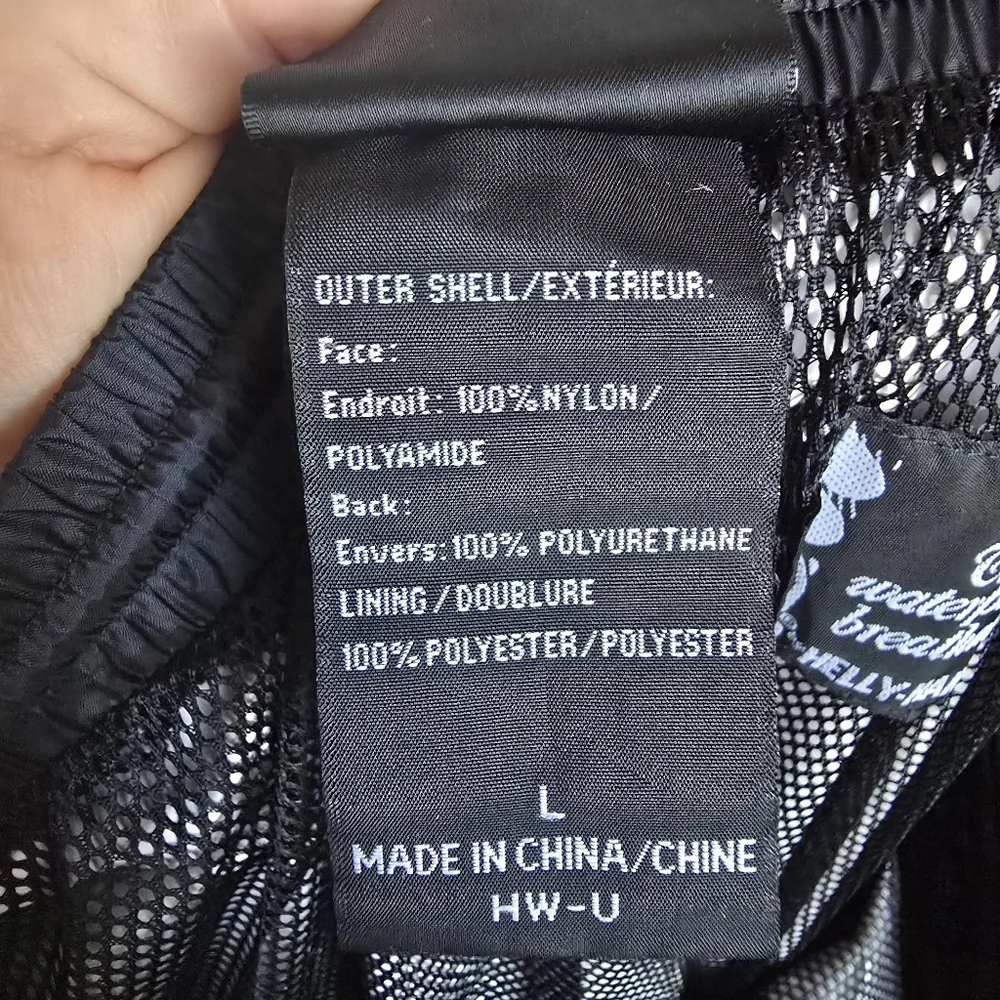 OUTER SHELL/EXTÉRIEUR:
Face:
Endroit: 100%NYLON/
POLYAMIDE
Back:
Envers:100% POLYURETHANE
LINING/DOUBLURE
100%POLYESTER/POLYESTER
L
MADE IN CHINA/CHINE
HW-U